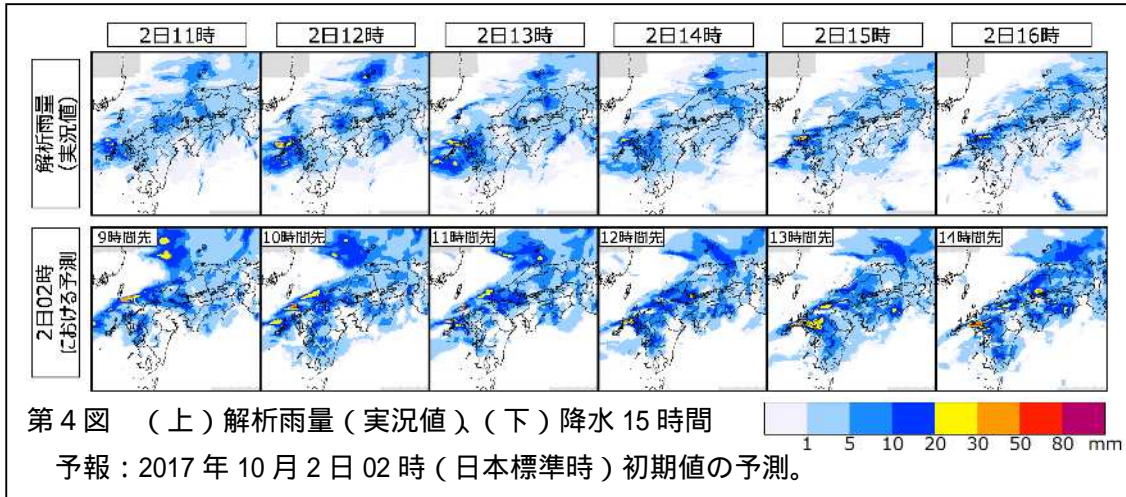 2日11時
2日12時
2日13時
2日14時
2日15時
2日16時
解析雨量
(実況値)
9時間先
10時間先
11時間先
12時間先
13時間先
14時間先
2日02時
における予測
第4図 (上)解析雨量(実況値)、(下)降水15時間
予報:2017年10月2日02時(日本標準時)初期値の予測。
1 5 10 20 30 50 80 mm